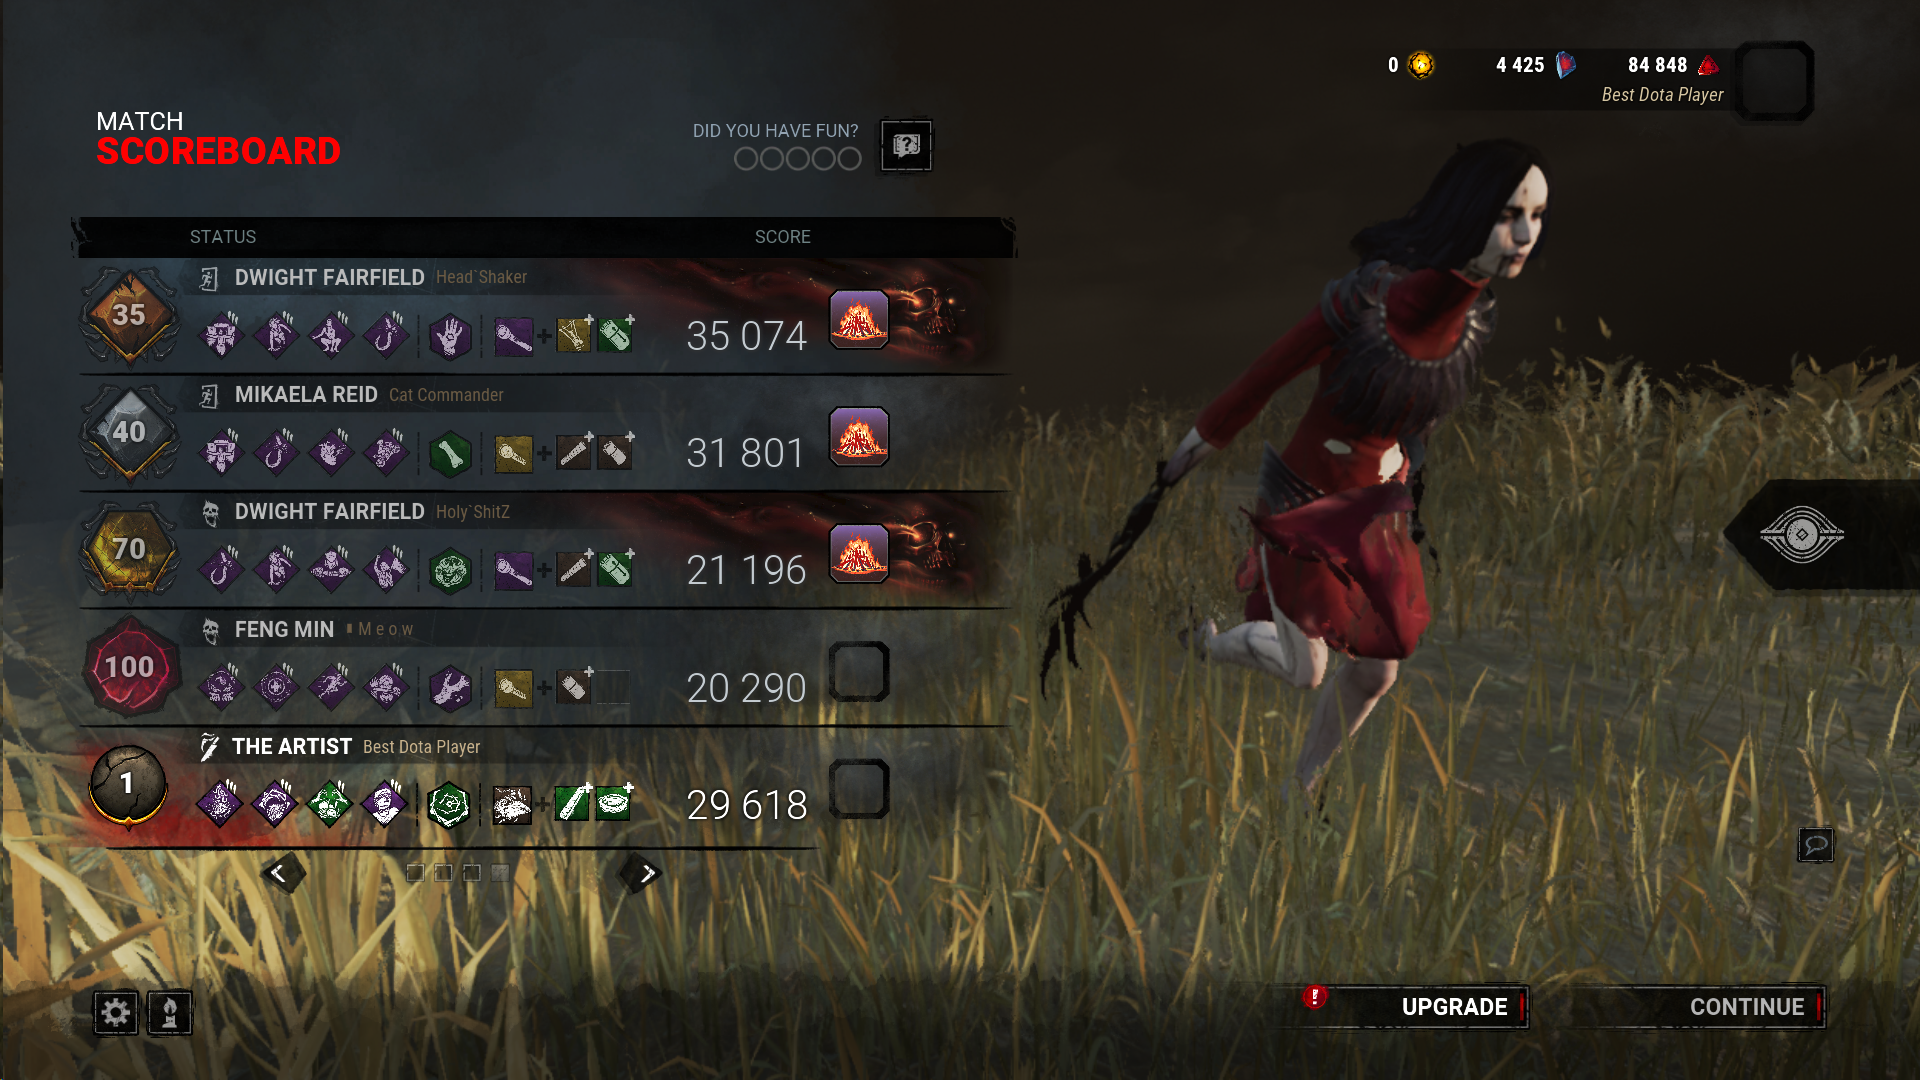 0
4 425
84 848
Best Dota Player
MATCH
SCOREBOARD
DID YOU HAVE FUN?
STATUS
SCORE
35
DWIGHT FAIRFIELD Head`Shaker
35 074
40
MIKAELA REID Cat Commander
31 801
70
DWIGHT FAIRFIELD Holy`ShitZ
21 196
100
FENG MIN M e o w
20 290
1
THE ARTIST Best Dota Player
29 618
UPGRADE
CONTINUE